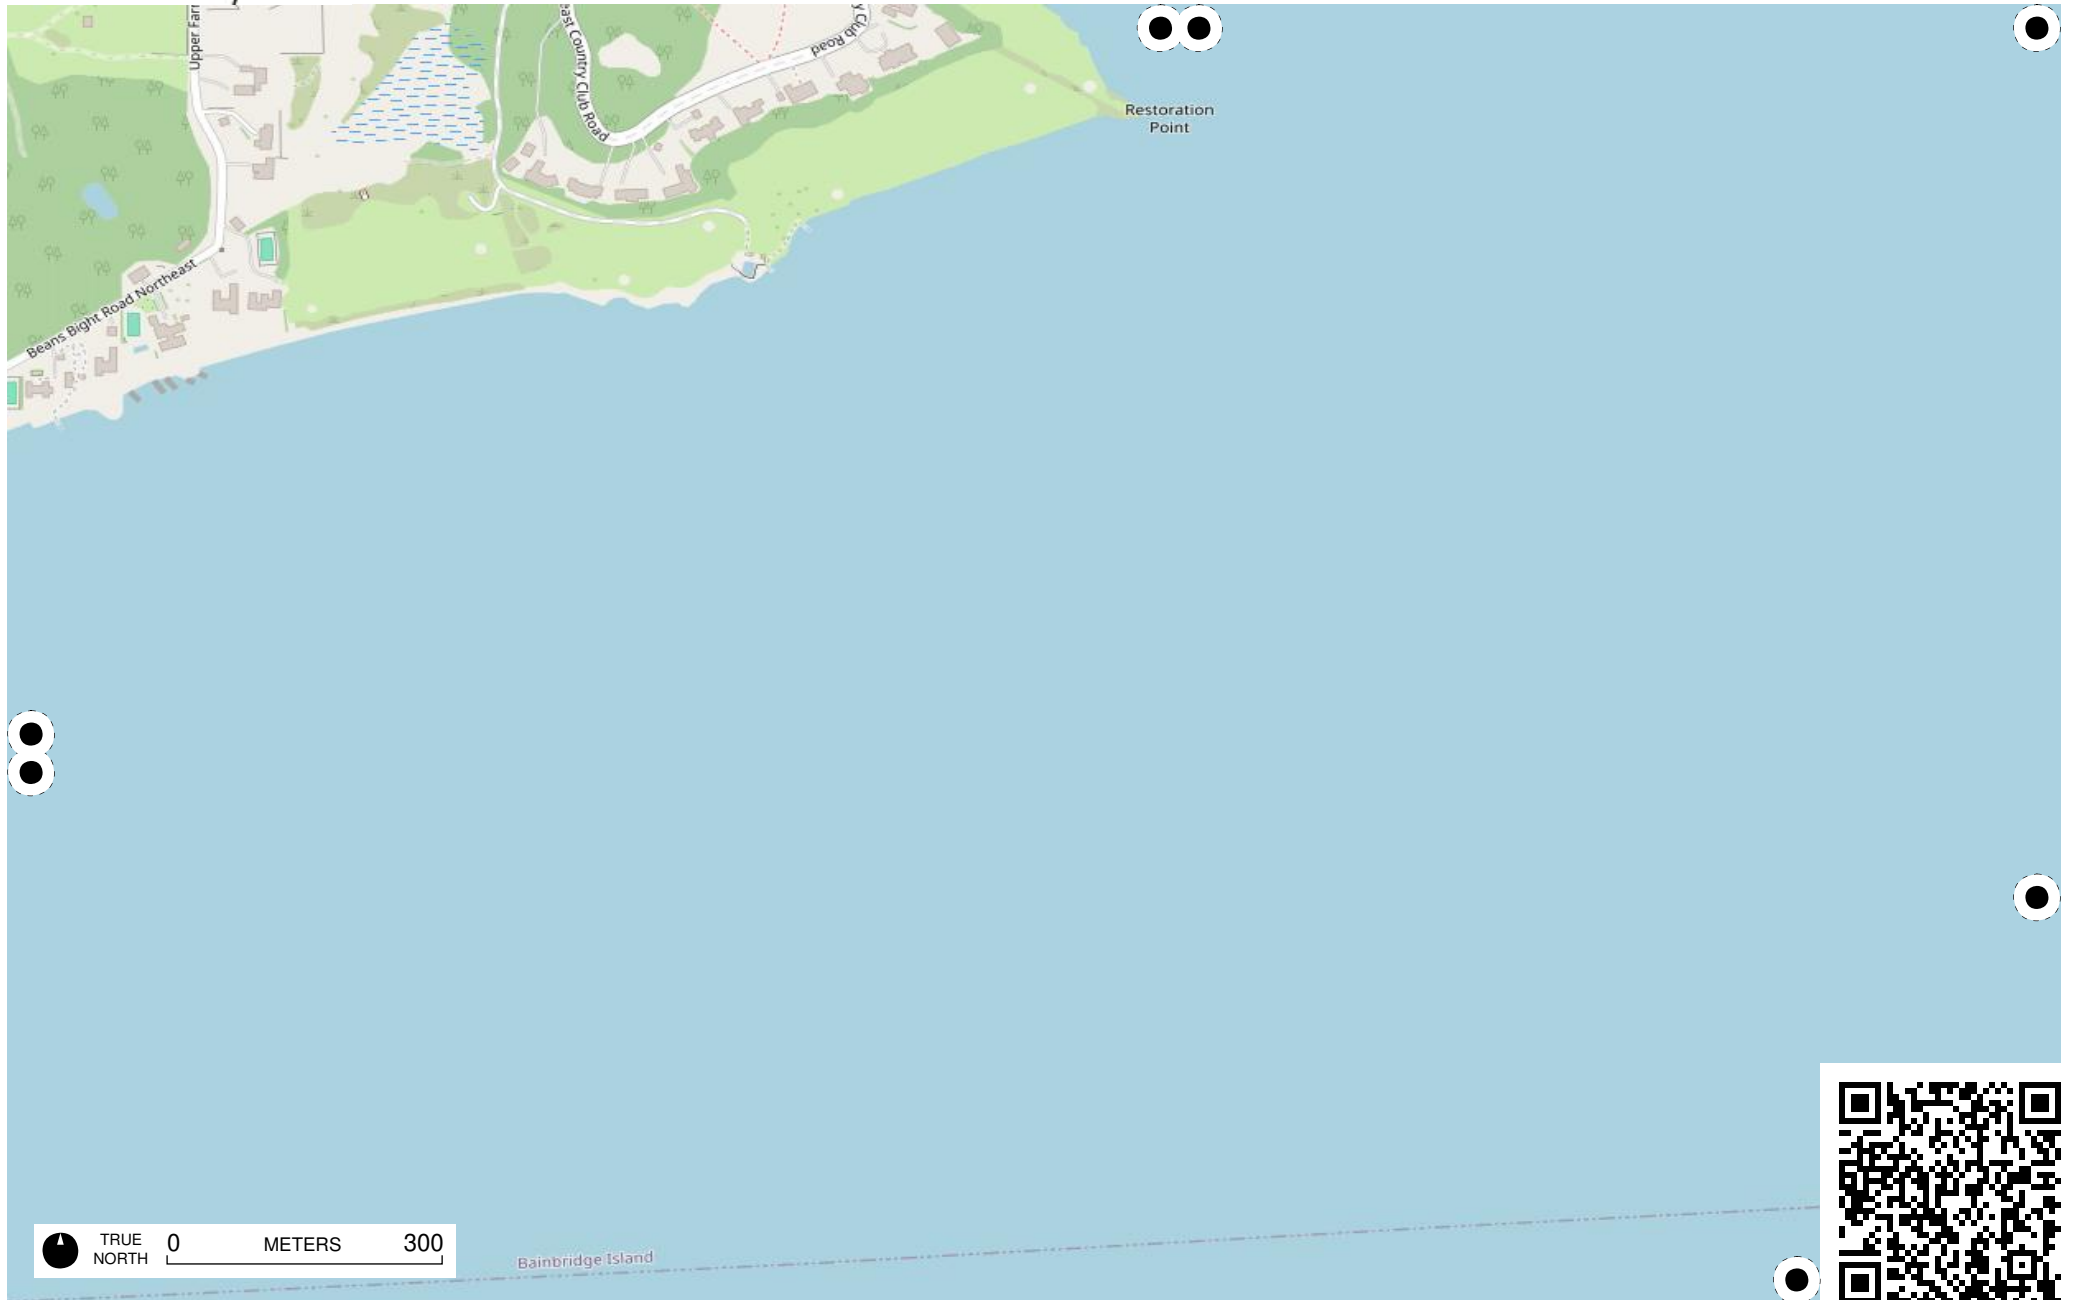 Upper Farr
east Country Club Road
y Club Road
Restoration
Point
Beans Bight Road Northeast
TRUE
NORTH
0 METERS 300
Bainbridge Island